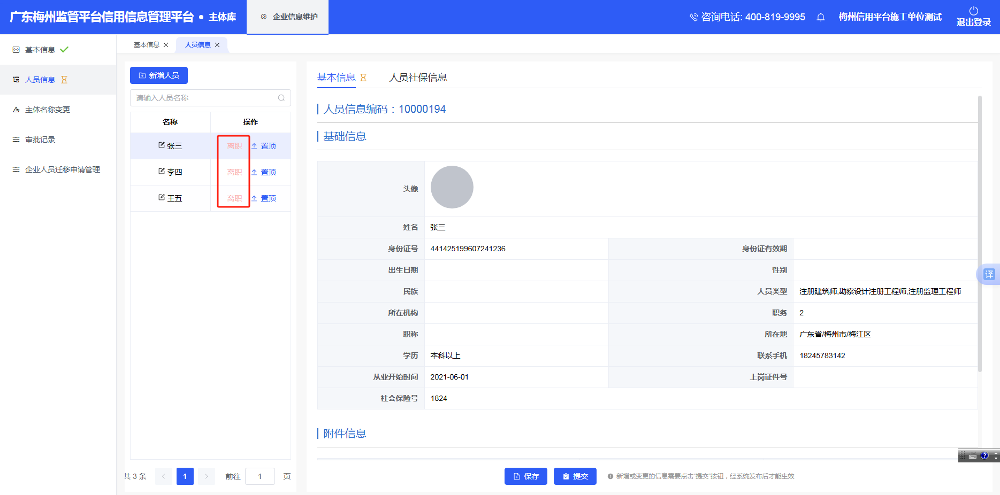 广东梅州监管平台信用信息管理平台 • 主体库
企业信息维护
咨询电话: 400-819-9995
梅州信用平台施工单位测试
退出登录
基本信息
人员信息
主体名称变更
审批记录
企业人员迁移申请管理
基本信息 ×
人员信息 ×
新增人员
请输入人员名称
名称 操作
张三 离职 置顶
李四 离职 置顶
王五 离职 置顶
共 3 条 < 1 > 前往 1 页
基本信息
人员社保信息
人员信息编码：10000194
基础信息
头像
姓名 张三
身份证号 441425199607241236 身份证有效期
出生日期 性别
民族 人员类型 注册建筑师,勘察设计注册工程师,注册监理工程师
所在机构 职务 2
职称 所在地 广东省/梅州市/梅江区
学历 本科以上 联系手机 18245783142
从业开始时间 2021-06-01 上岗证件号
社会保险号 1824
附件信息
保存
提交
新增或变更的信息需要点击“提交”按钮，经系统发布后才能生效
译